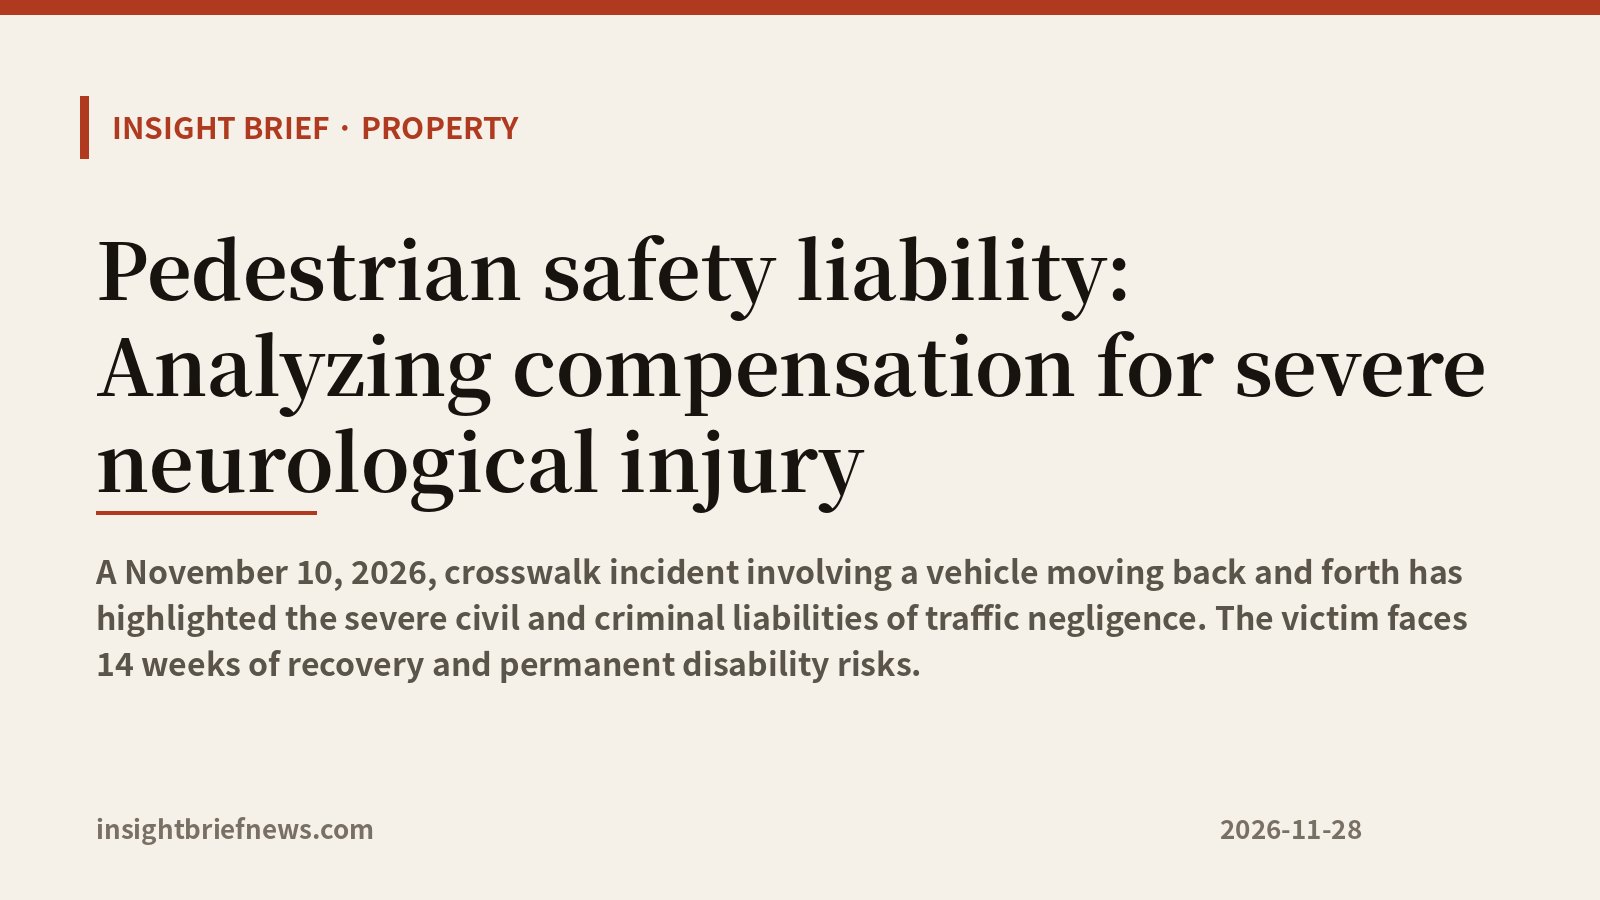 INSIGHT BRIEF · PROPERTY
Pedestrian safety liability:
Analyzing compensation for severe
neurological injury
A November 10, 2026, crosswalk incident involving a vehicle moving back and forth has
highlighted the severe civil and criminal liabilities of traffic negligence. The victim faces
14 weeks of recovery and permanent disability risks.
insightbriefnews.com
2026-11-28